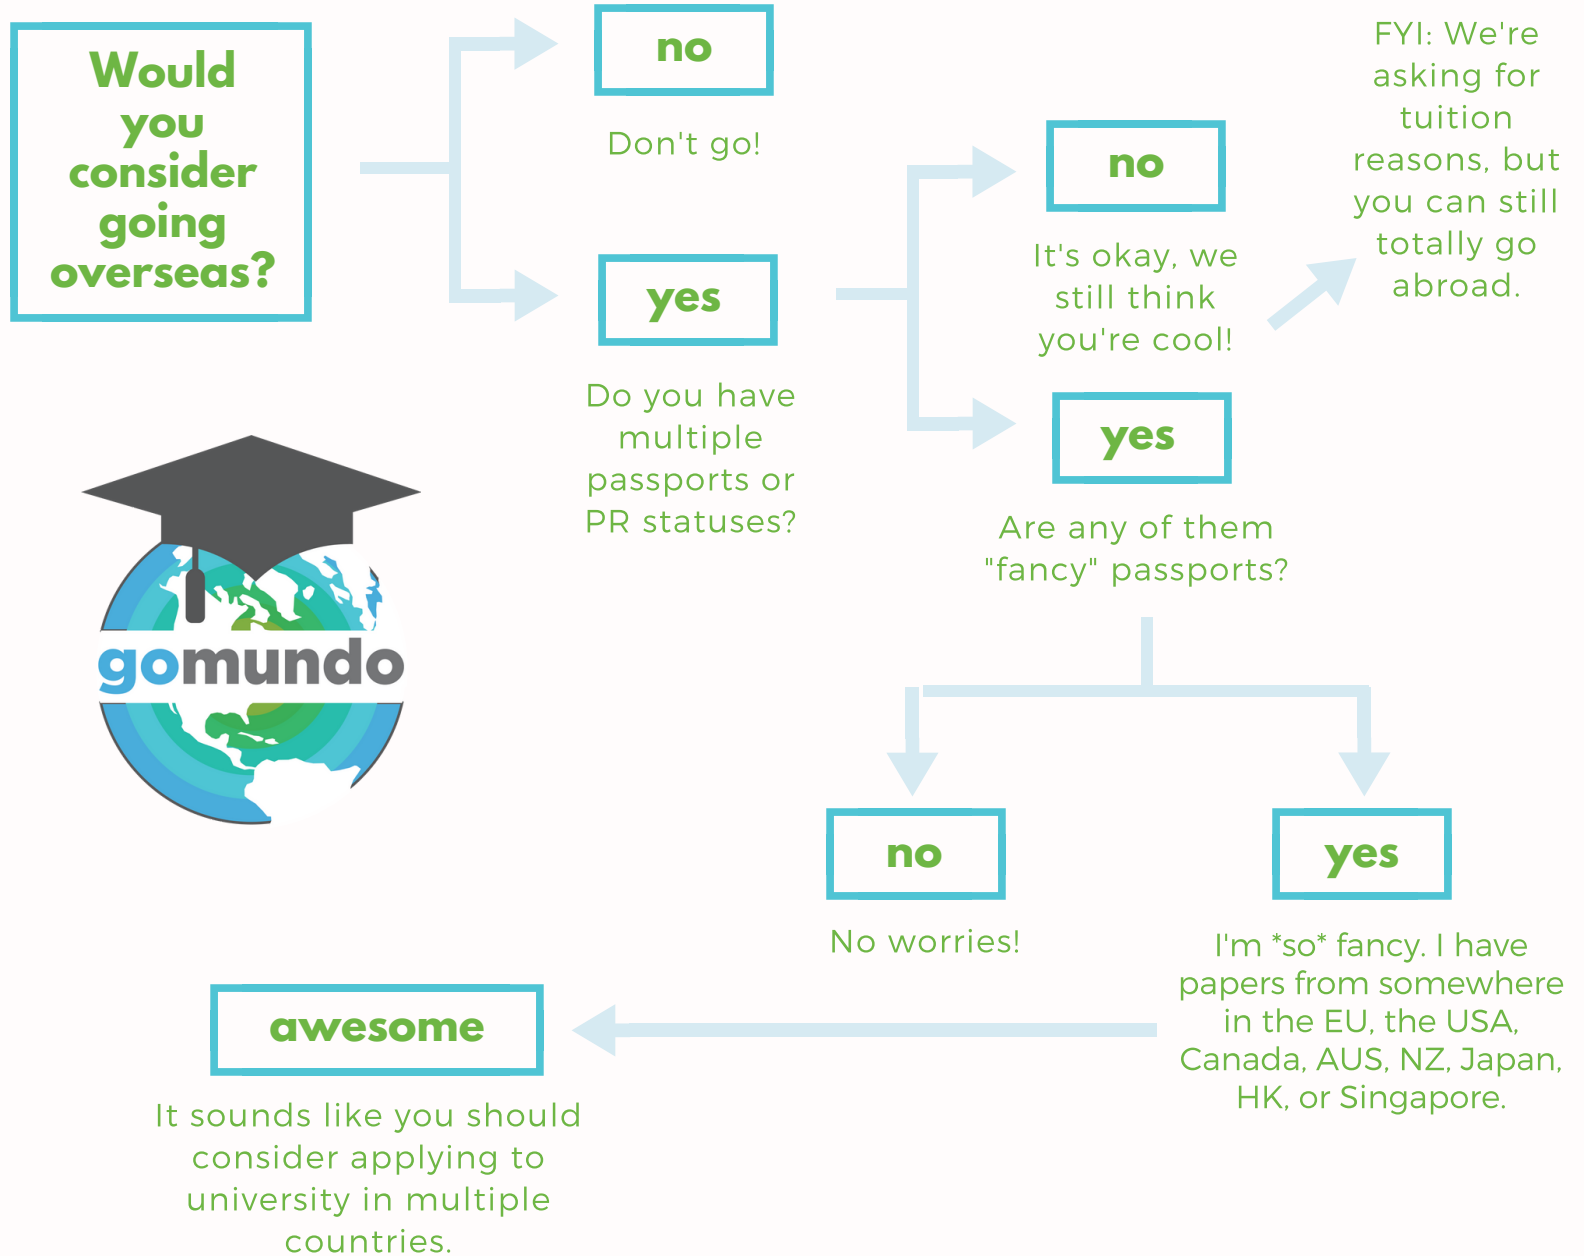 Would
you
consider
going
overseas?
no
Don't go!
yes
Do you have
multiple
passports or
PR statuses?
no
It's okay, we
still think
you're cool!
FYI: We're
asking for
tuition
reasons, but
you can still
totally go
abroad.
yes
Are any of them
"fancy" passports?
gomundo
no
No worries!
yes
I'm *so* fancy. I have
papers from somewhere
in the EU, the USA,
Canada, AUS, NZ, Japan,
HK, or Singapore.
awesome
It sounds like you should
consider applying to
university in multiple
countries.